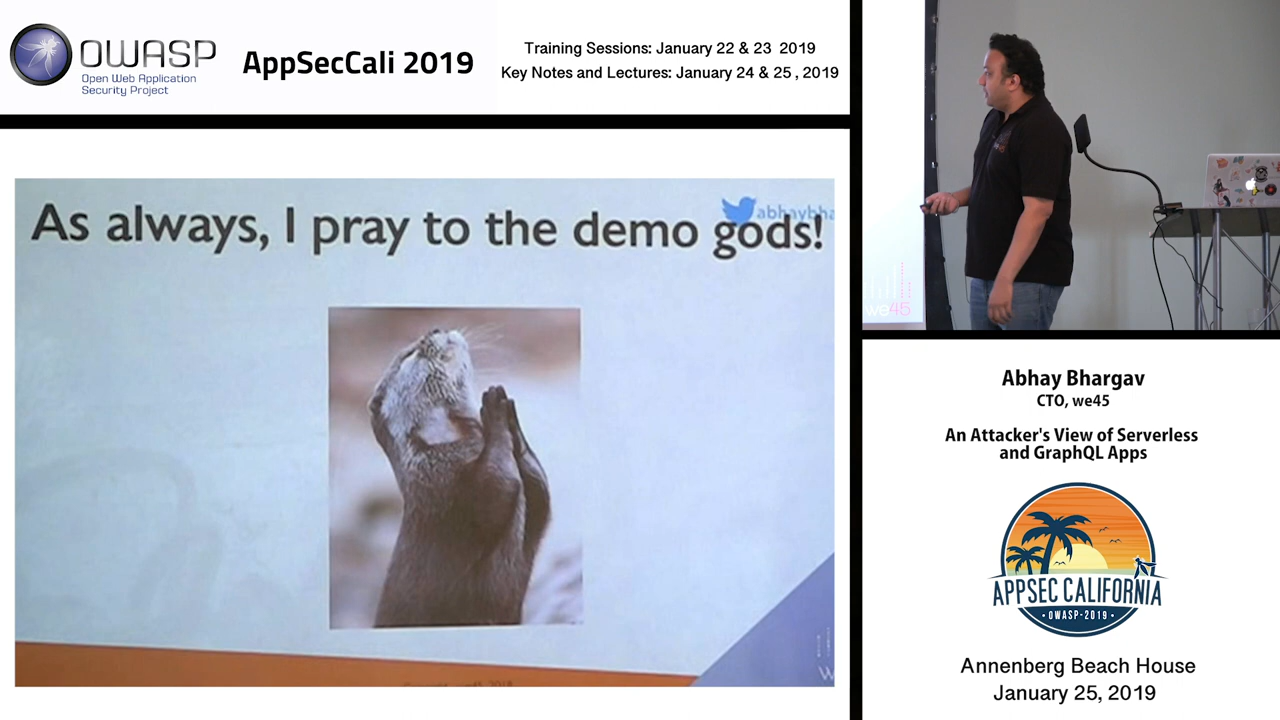 OWASP
Open Web Application
Security Project
AppSecCali 2019
Training Sessions: January 22 & 23 2019
Key Notes and Lectures: January 24 & 25 , 2019
As always, I pray to the demo gods!
abhaybha
we45
Abhay Bhargav
CTO, we45
An Attacker's View of Serverless
and GraphQL Apps
APPSEC CALIFORNIA
• OWASP-2019 •
Annenberg Beach House
January 25, 2019